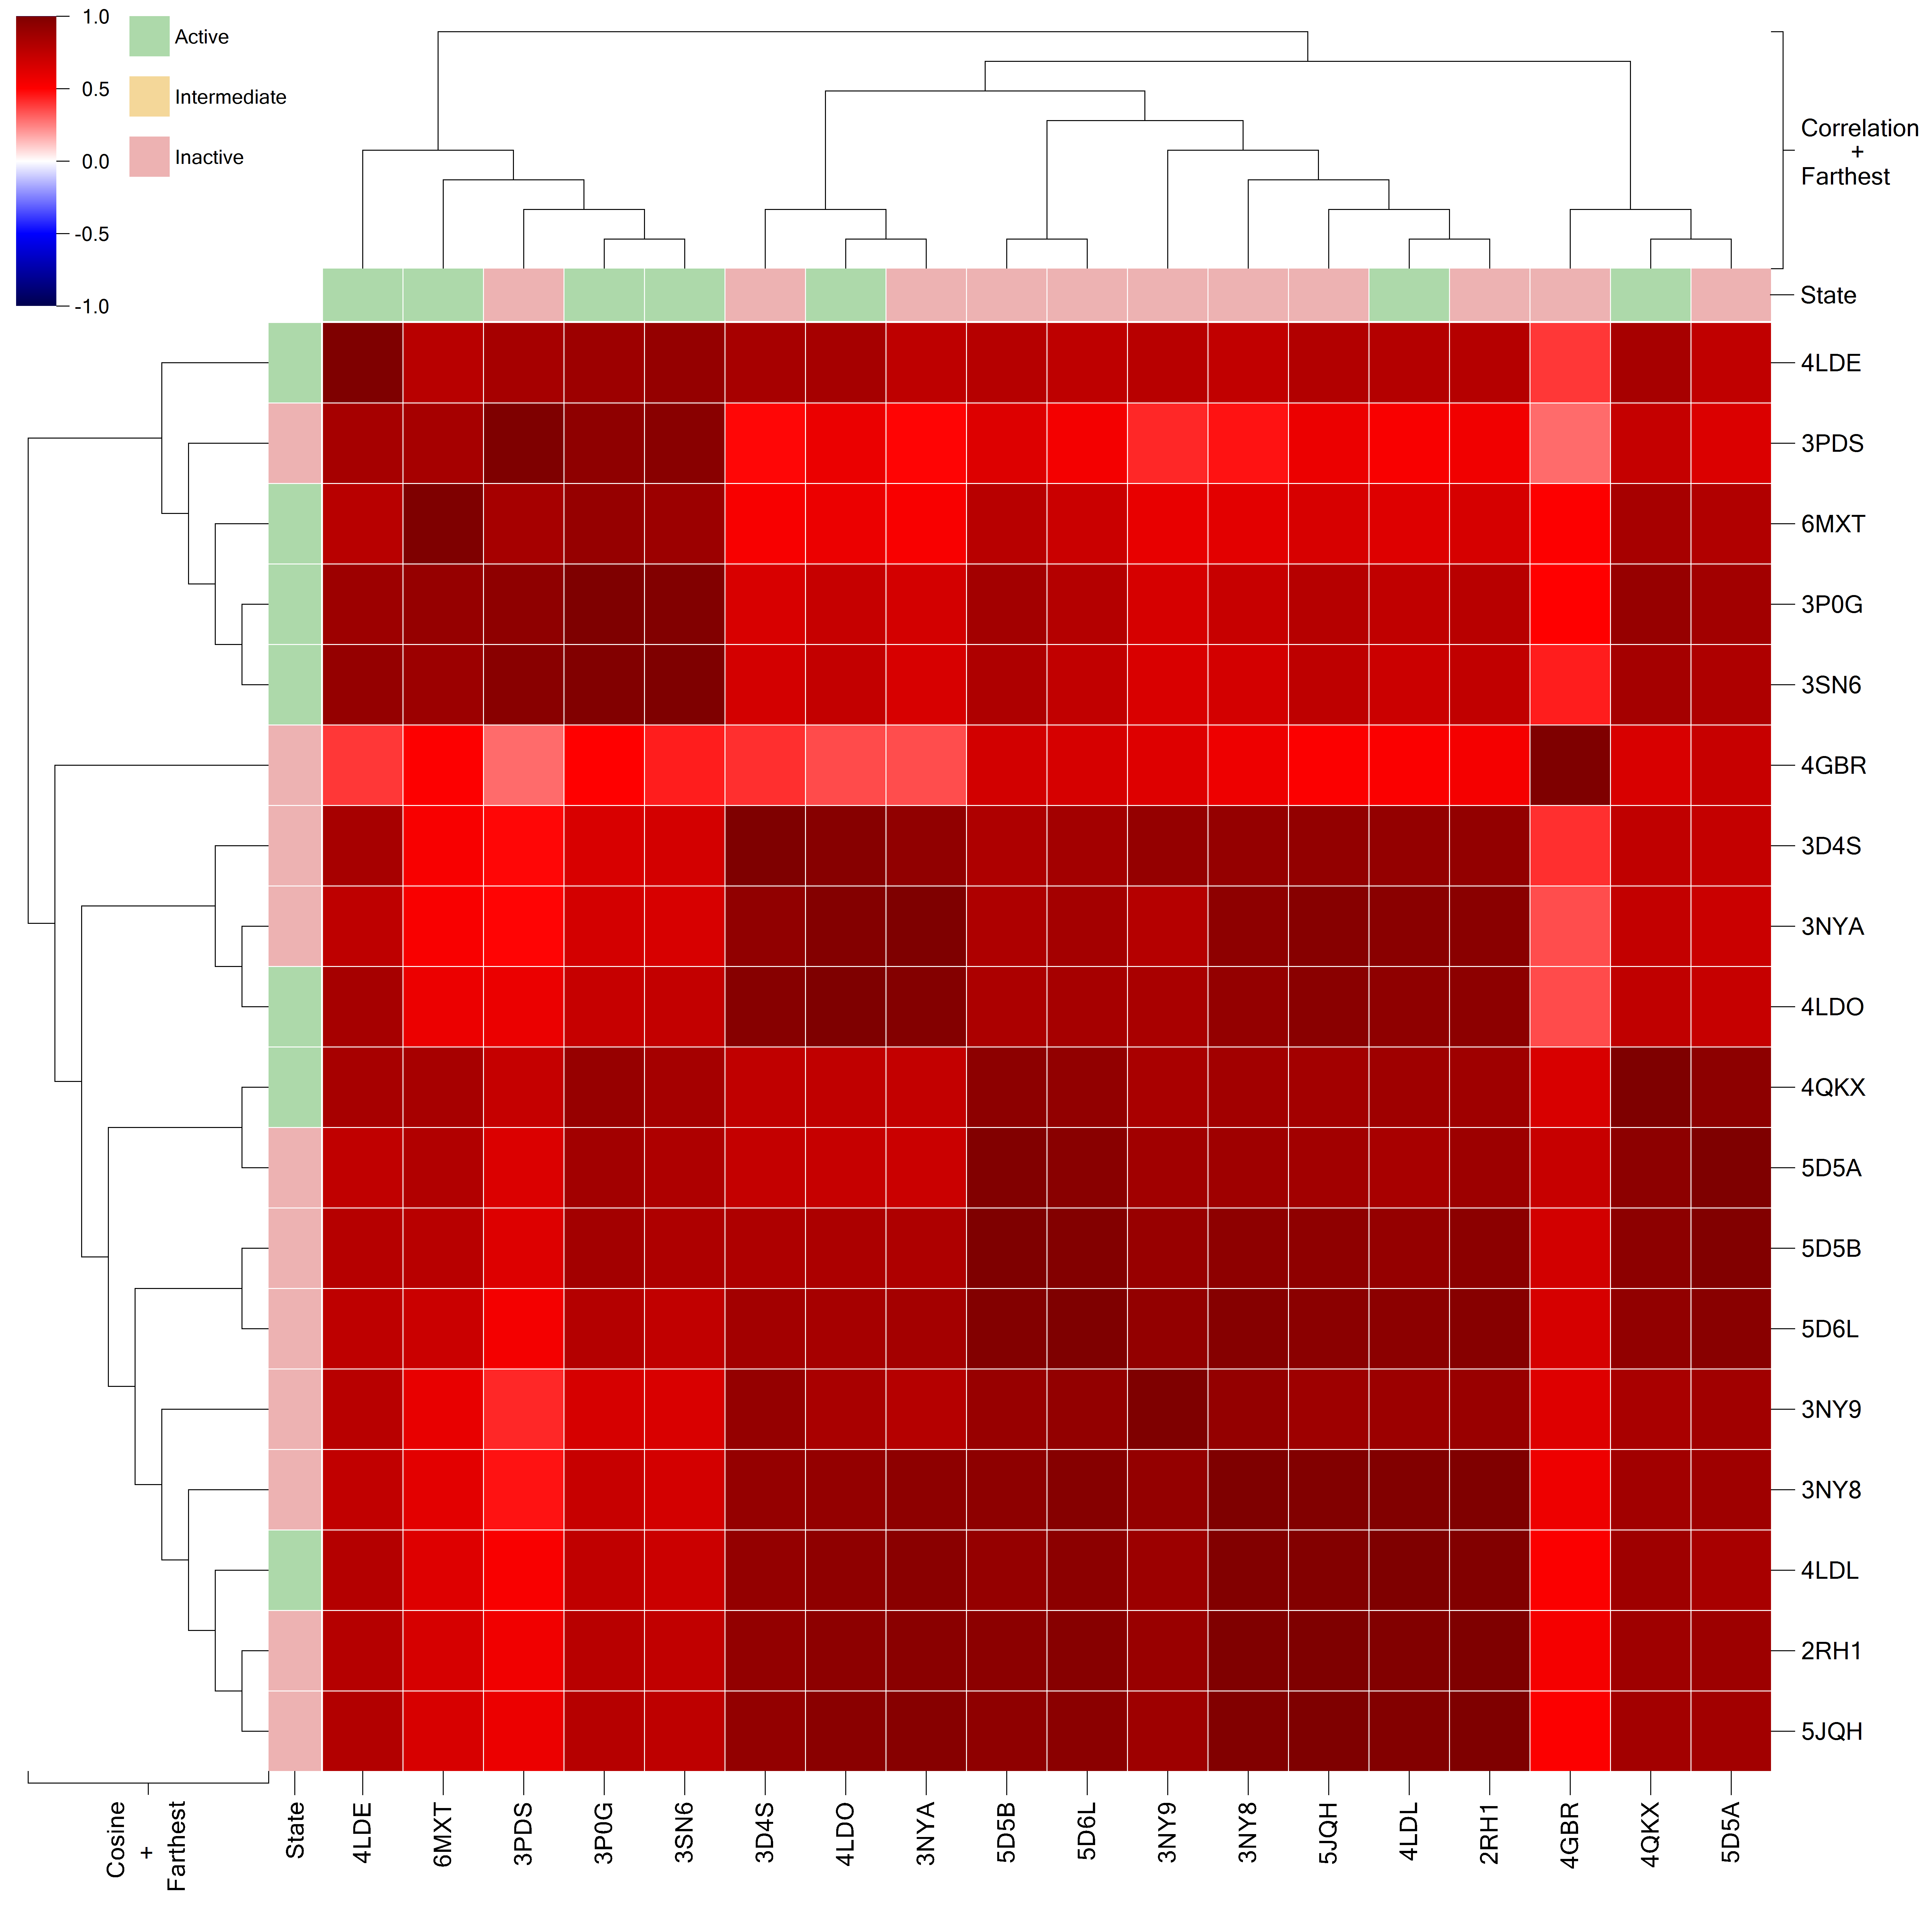 1.0
0.5
0.0
-0.5
-1.0
Active
Intermediate
Inactive
Correlation
+
Farthest
State
4LDE
3PDS
6MXT
3P0G
3SN6
4GBR
3D4S
3NYA
4LDO
4QKX
5D5A
5D5B
5D6L
3NY9
3NY8
4LDL
2RH1
5JQH
Cosine
+
Farthest
State
4LDE
6MXT
3PDS
3P0G
3SN6
3D4S
4LDO
3NYA
5D5B
5D6L
3NY9
3NY8
5JQH
4LDL
2RH1
4GBR
4QKX
5D5A